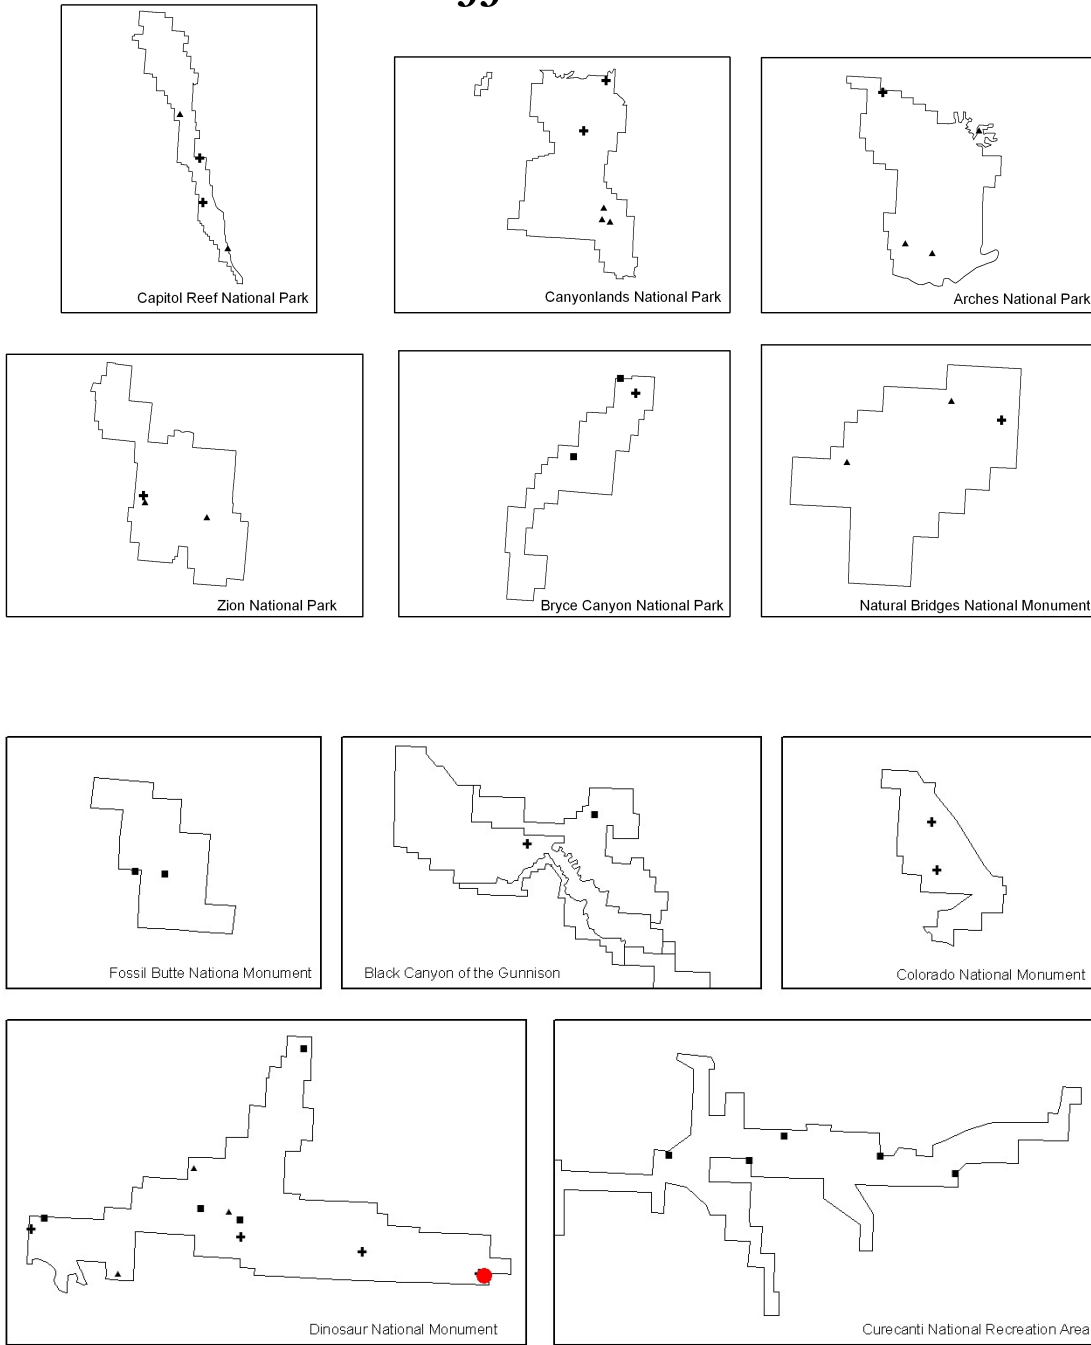 Capitol Reef National Park
Canyonlands National Park
Arches National Park
Zion National Park
Bryce Canyon National Park
Natural Bridges National Monument
Fossil Butte Nationa Monument
Black Canyon of the Gunnison
Colorado National Monument
Dinosaur National Monument
Curecanti National Recreation Area